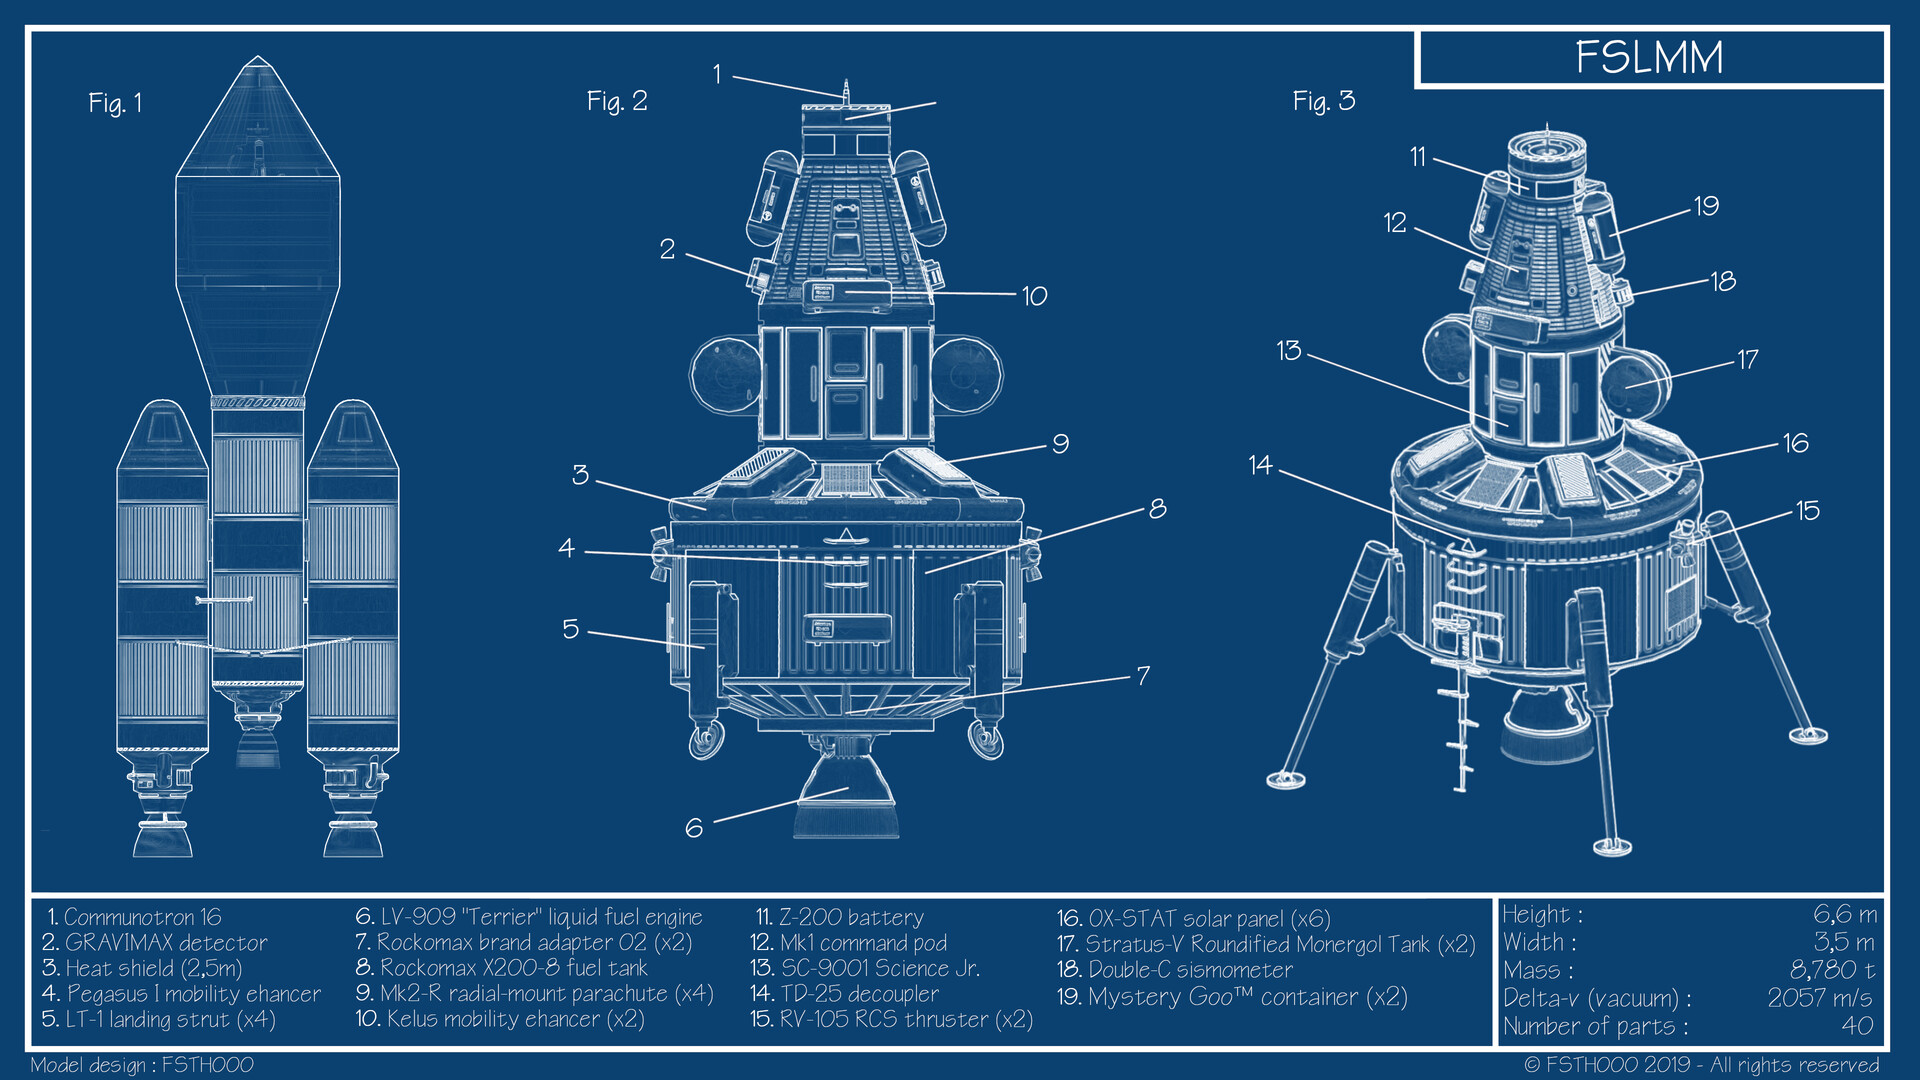 FSLMM
Fig. 1
Fig. 2
Fig. 3
1
2
3
4
5
6
7
8
9
10
11
12
13
14
15
16
17
18
19
1. Communotron 16
2. GRAVIMAX detector
3. Heat shield (2,5m)
4. Pegasus I mobility ehancer
5. LT-1 landing strut (x4)
6. LV-909 "Terrier" liquid fuel engine
7. Rockomax brand adapter 02 (x2)
8. Rockomax X200-8 fuel tank
9. Mk2-R radial-mount parachute (x4)
10. Kelus mobility ehancer (x2)
11. Z-200 battery
12. Mk1 command pod
13. SC-9001 Science Jr.
14. TD-25 decoupler
15. RV-105 RCS thruster (x2)
16. OX-STAT solar panel (x6)
17. Stratus-V Roundified Monergol Tank (x2)
18. Double-C sismometer
19. Mystery Goo™ container (x2)
Height : 6,6 m
Width : 3,5 m
Mass : 8,780 t
Delta-v (vacuum) : 2057 m/s
Number of parts : 40
Model design : FSTH000
© FSTH000 2019 - All rights reserved